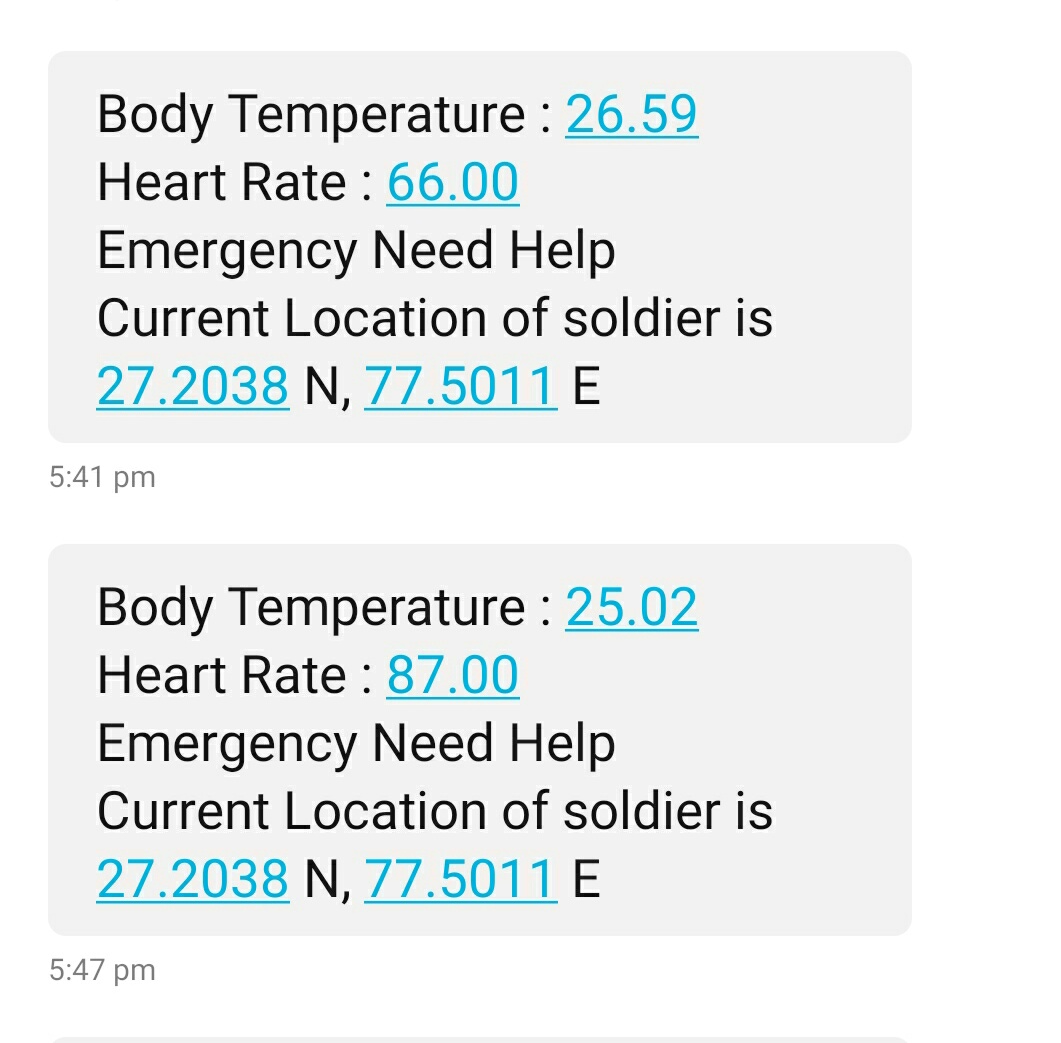 Body Temperature : 26.59
Heart Rate : 66.00
Emergency Need Help
Current Location of soldier is
27.2038 N, 77.5011 E
5:41 pm
Body Temperature : 25.02
Heart Rate : 87.00
Emergency Need Help
Current Location of soldier is
27.2038 N, 77.5011 E
5:47 pm